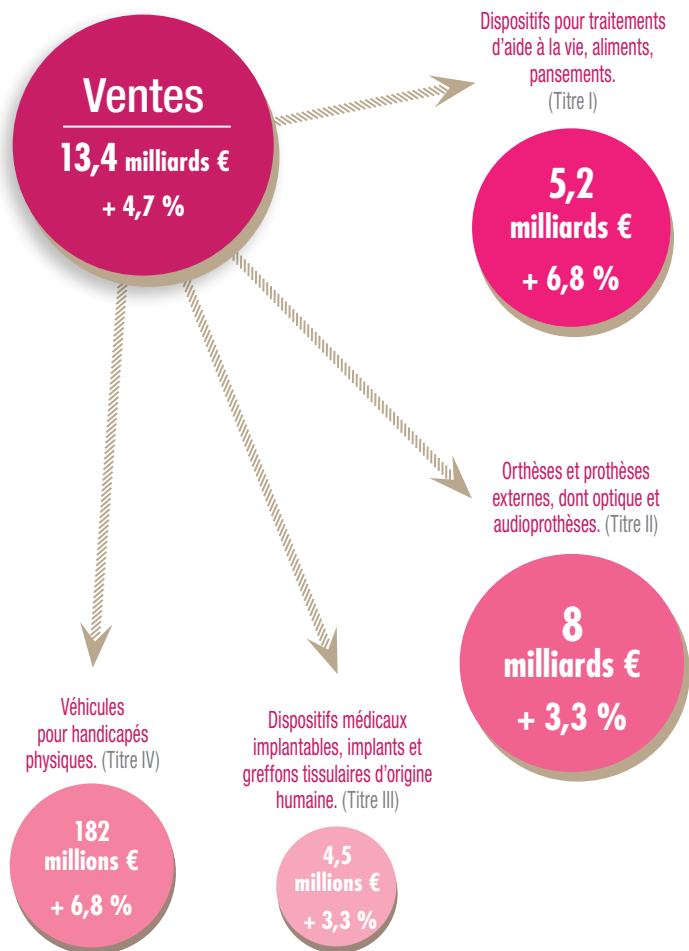 Ventes
13,4 milliards €
+ 4,7 %
Dispositifs pour traitements
d’aide à la vie, aliments,
pansements.
(Titre I)
5,2
milliards €
+ 6,8 %
Orthèses et prothèses
externes, dont optique et
audioprothèses. (Titre II)
8
milliards €
+ 3,3 %
Dispositifs médicaux
implantables, implants et
greffons tissulaires d’origine
humaine. (Titre III)
4,5
millions €
+ 3,3 %
Véhicules
pour handicapés
physiques. (Titre IV)
182
millions €
+ 6,8 %